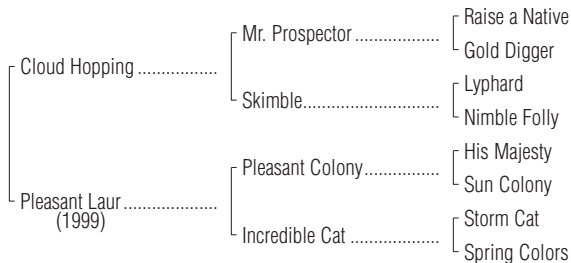 Raise a Native
Mr. Prospector ..................
Gold Digger
Cloud Hopping .................
Lyphard
Skimble.............................
Nimble Folly
His Majesty
Pleasant Colony................
Sun Colony
Pleasant Laur ....................
(1999)
Storm Cat
Incredible Cat ...................
Spring Colors